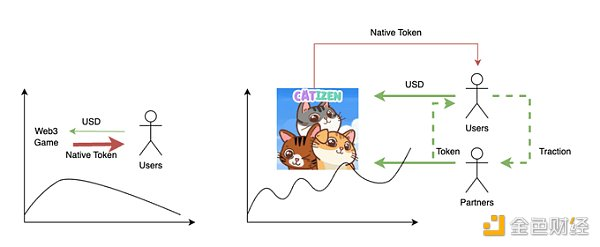 USD
Web3
Game
Native Token
Users
Native Token
CATIZEN
USD
Users
Token
Traction
Partners
金色财经